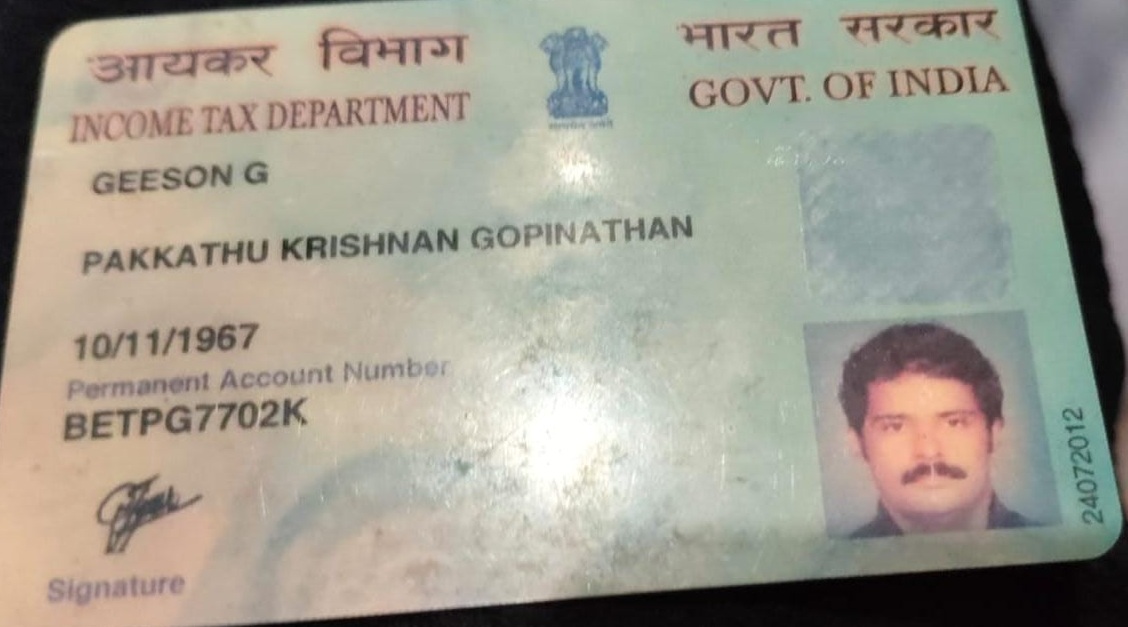 आयकर विभाग
भारत सरकार
INCOME TAX DEPARTMENT
GOVT. OF INDIA
GEESON G
PAKKATHU KRISHNAN GOPINATHAN
10/11/1967
Permanent Account Number
BETPG7702K
24072012
Signature